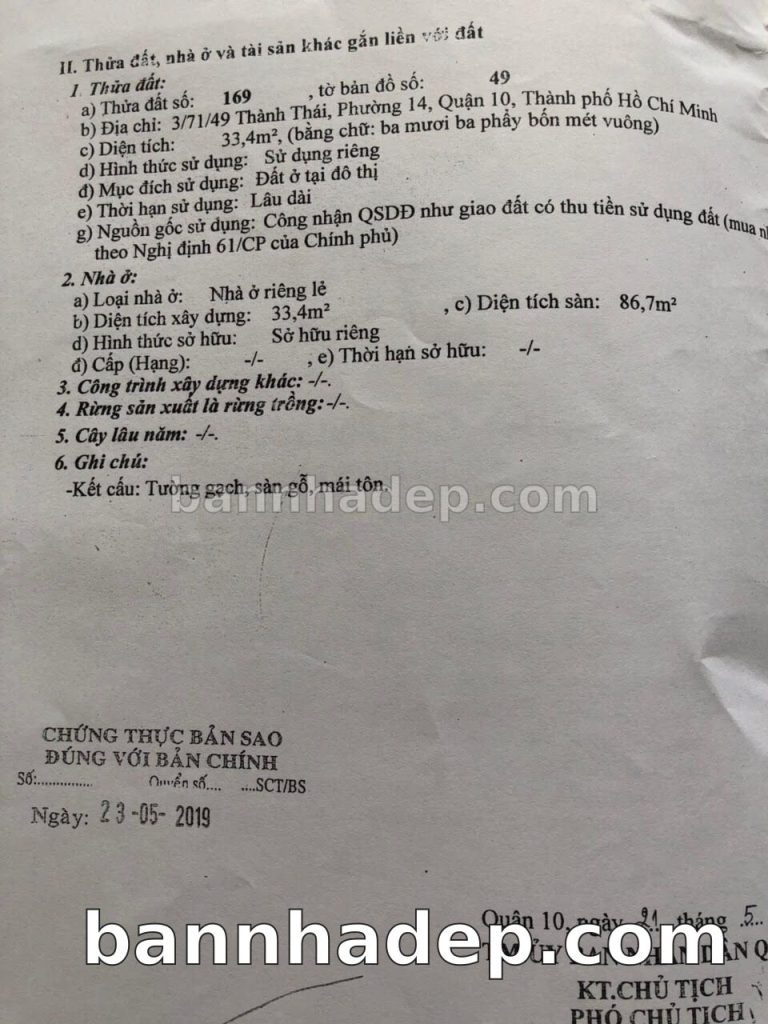 II. Thửa đất, nhà ở và tài sản khác gắn liền với đất
1. Thửa đất:
a) Thửa đất số: 169 , tờ bản đồ số: 49
b) Địa chỉ: 3/71/49 Thành Thái, Phường 14, Quận 10, Thành phố Hồ Chí Minh
c) Diện tích: 33,4m², (bằng chữ: ba mươi ba phẩy bốn mét vuông)
d) Hình thức sử dụng: Sử dụng riêng
đ) Mục đích sử dụng: Đất ở tại đô thị
e) Thời hạn sử dụng: Lâu dài
g) Nguồn gốc sử dụng: Công nhận QSDĐ như giao đất có thu tiền sử dụng đất (mua
theo Nghị định 61/CP của Chính phủ)
2. Nhà ở:
a) Loại nhà ở: Nhà ở riêng lẻ
b) Diện tích xây dựng: 33,4m² , c) Diện tích sàn: 86,7m²
d) Hình thức sở hữu: Sở hữu riêng
đ) Cấp (Hạng): -/- , e) Thời hạn sở hữu: -/-
3. Công trình xây dựng khác: -/-.
4. Rừng sản xuất là rừng trồng: -/-.
5. Cây lâu năm: -/-.
6. Ghi chú:
-Kết cấu: Tường gạch, sàn gỗ, mái tôn.
bannhadep.com
CHỨNG THỰC BẢN SAO
ĐÚNG VỚI BẢN CHÍNH
Số:............... Quyển số.... ....SCT/BS
Ngày: 23-05-2019
Quận 10, ngày 21 tháng 5...
bannhadep.com
KT.CHỦ TỊCH
PHÓ CHỦ TỊCH